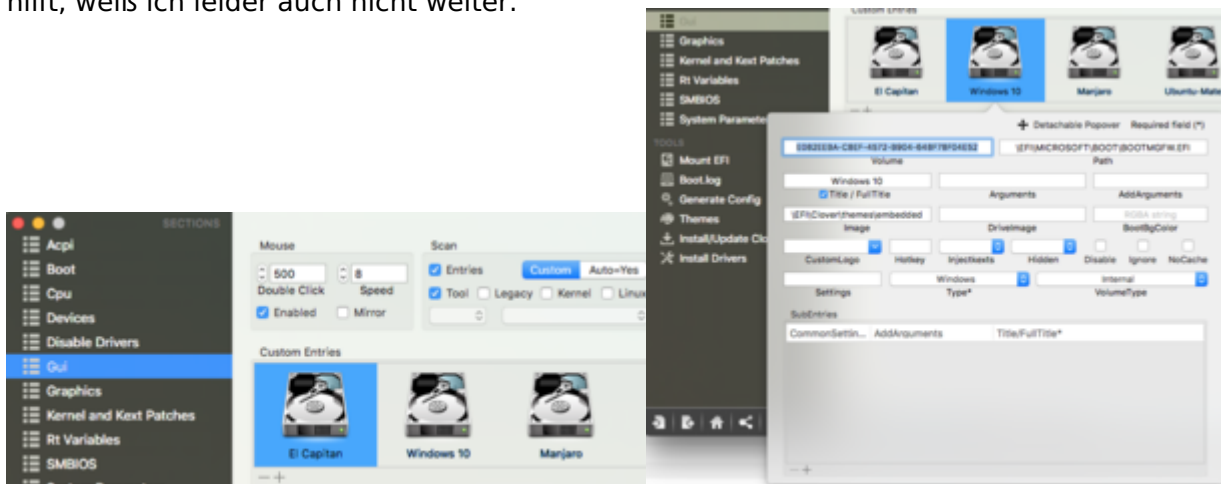 hilft, weiß ich leider auch nicht weiter.
SECTIONS
Acpi
Boot
Cpu
Devices
Disable Drivers
Gui
Graphics
Kernel and Kext Patches
Rt Variables
SMBIOS
Mouse
500
8
Double Click
Speed
Enabled
Mirror
Scan
Entries
Custom
Auto=Yes
Tool
Legacy
Kernel
Linux
Custom Entries
El Capitan
Windows 10
Manjaro
Gui
Graphics
Kernel and Kext Patches
Rt Variables
SMBIOS
System Parameter
TOOLS
Mount EFI
Boot.log
Generate Config
Themes
Install/Update Clo
Install Drivers
Custom Entries
El Capitan
Windows 10
Manjaro
Ubuntu-Mate
Detachable Popover
Required field (*)
\EFI\MICROSOFT\BOOT\BOOTMGFW.EFI
Volume
Path
Windows 10
Title / FullTitle
Arguments
AddArguments
\EFI\Clover\themes\embedded
RGBA string
Image
DriveImage
BootBgColor
CustomLogo
Hotkey
InjectKexts
Hidden
Disable
Ignore
NoCache
Windows
Internal
Settings
Type*
VolumeType
SubEntries
CommonSettin...
AddArguments
Title/FullTitle*